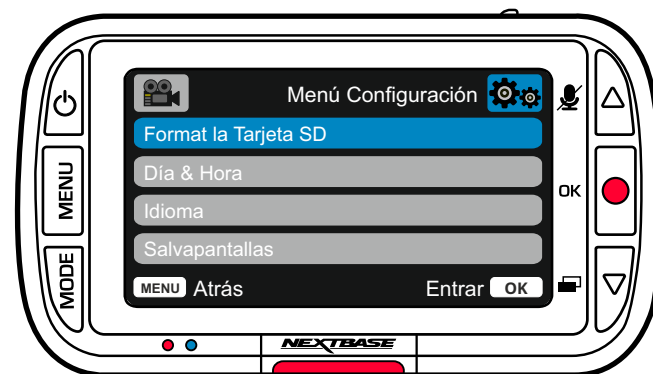 Menú Configuración
Format la Tarjeta SD
Día & Hora
Idioma
Salvapantallas
MENU Atrás Entrar OK
MENU
MODE
OK
NEXTBASE